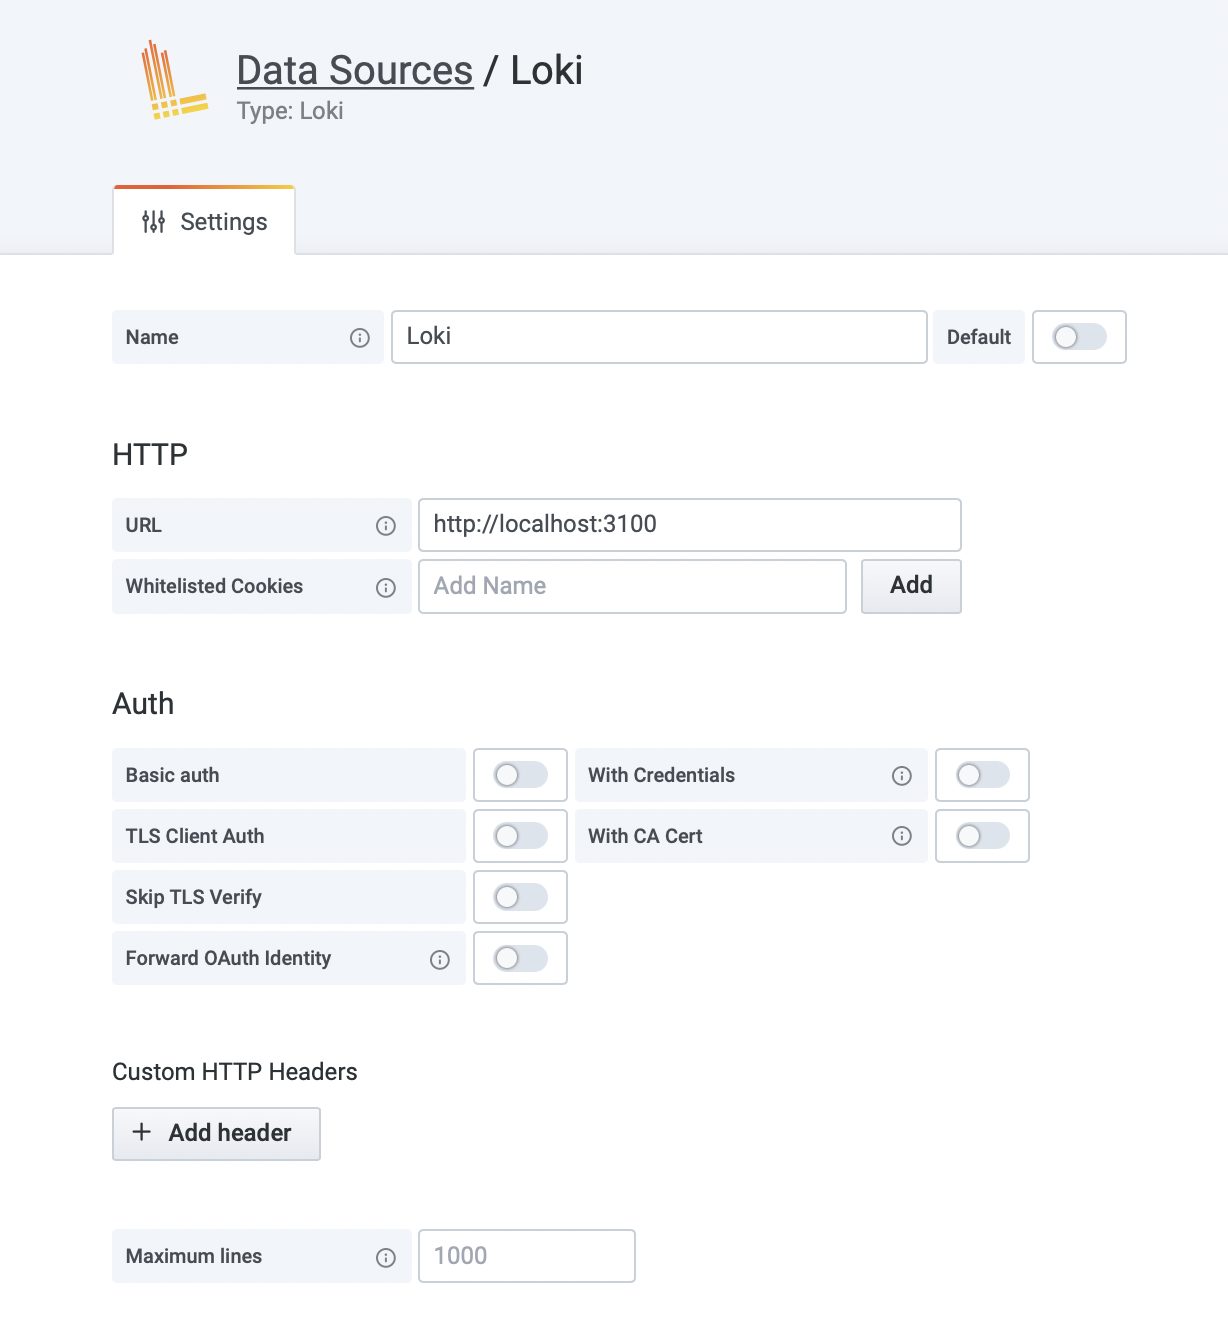 Data Sources / Loki
Type: Loki
Settings
Name
Loki
Default
HTTP
URL
http://localhost:3100
Whitelisted Cookies
Add Name
Add
Auth
Basic auth
With Credentials
TLS Client Auth
With CA Cert
Skip TLS Verify
Forward OAuth Identity
Custom HTTP Headers
+ Add header
Maximum lines
1000